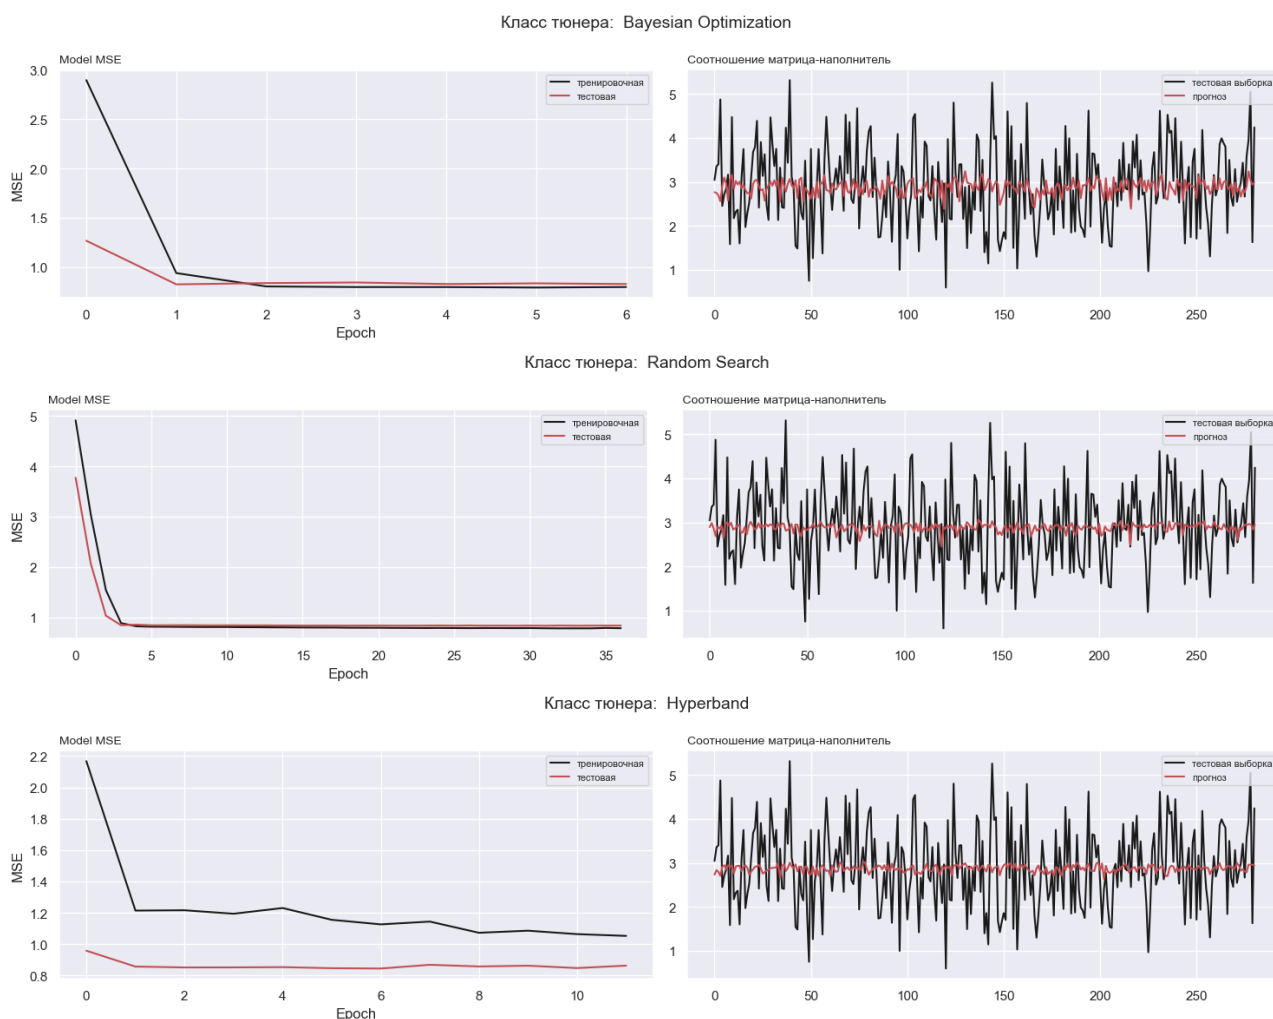 Класс тюнера:  Bayesian Optimization
Model MSE
MSE
3.0
2.5
2.0
1.5
1.0
тренировочная
тестовая
0 1 2 3 4 5 6
Epoch
Соотношение матрица-наполнитель
5
4
3
2
1
тестовая выборка
прогноз
0 50 100 150 200 250
Класс тюнера:  Random Search
Model MSE
MSE
5
4
3
2
1
тренировочная
тестовая
0 5 10 15 20 25 30 35
Epoch
Соотношение матрица-наполнитель
5
4
3
2
1
тестовая выборка
прогноз
0 50 100 150 200 250
Класс тюнера:  Hyperband
Model MSE
MSE
2.2
2.0
1.8
1.6
1.4
1.2
1.0
0.8
тренировочная
тестовая
0 2 4 6 8 10
Epoch
Соотношение матрица-наполнитель
5
4
3
2
1
тестовая выборка
прогноз
0 50 100 150 200 250